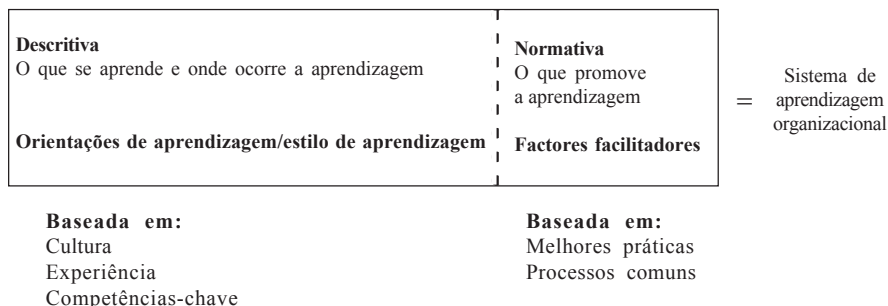 Descritiva
O que se aprende e onde ocorre a aprendizagem
Orientações de aprendizagem/estilo de aprendizagem
Normativa
O que promove
a aprendizagem
Factores facilitadores
=
Sistema de
aprendizagem
organizacional
Baseada em:
Cultura
Experiência
Competências-chave
Baseada em:
Melhores práticas
Processos comuns